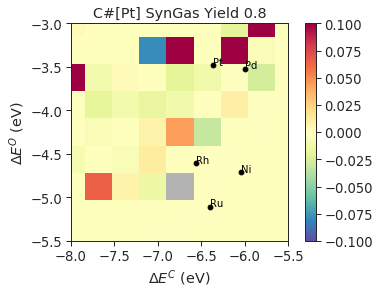 C#[Pt] SynGas Yield 0.8
−3.0
−3.5
−4.0
−4.5
−5.0
−5.5
ΔE^O (eV)
Pt
Pd
Rh
Ni
Ru
−8.0 −7.5 −7.0 −6.5 −6.0 −5.5
ΔE^C (eV)
0.100
0.075
0.050
0.025
0.000
−0.025
−0.050
−0.075
−0.100